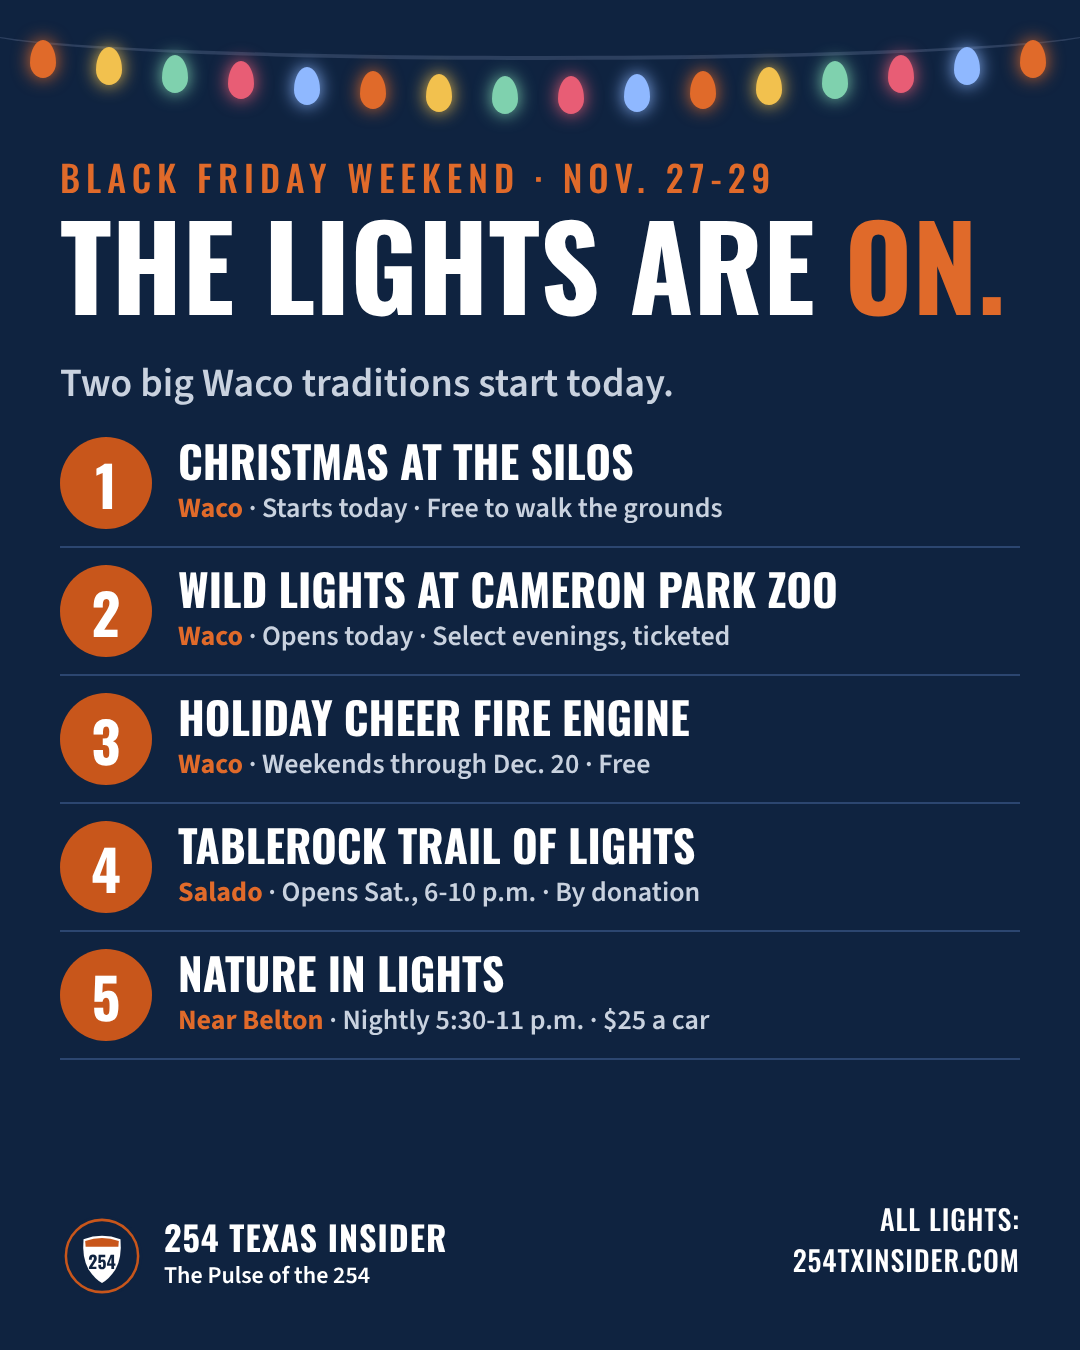 BLACK FRIDAY WEEKEND · NOV. 27-29
THE LIGHTS ARE ON.
Two big Waco traditions start today.
1
CHRISTMAS AT THE SILOS
Waco · Starts today · Free to walk the grounds
2
WILD LIGHTS AT CAMERON PARK ZOO
Waco · Opens today · Select evenings, ticketed
3
HOLIDAY CHEER FIRE ENGINE
Waco · Weekends through Dec. 20 · Free
4
TABLEROCK TRAIL OF LIGHTS
Salado · Opens Sat., 6-10 p.m. · By donation
5
NATURE IN LIGHTS
Near Belton · Nightly 5:30-11 p.m. · $25 a car
254
254 TEXAS INSIDER
The Pulse of the 254
ALL LIGHTS:
254TXINSIDER.COM